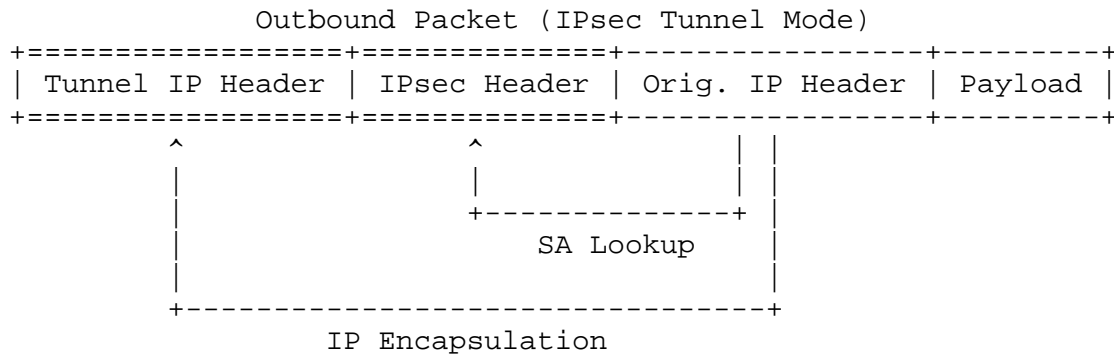 Outbound Packet (IPsec Tunnel Mode)
+==================+==============+-----------------+---------+
| Tunnel IP Header | IPsec Header | Orig. IP Header | Payload |
+==================+==============+-----------------+---------+
^ ^ | |
| | | |
| +---------------+ |
| SA Lookup |
| |
+----------------------------------+
IP Encapsulation